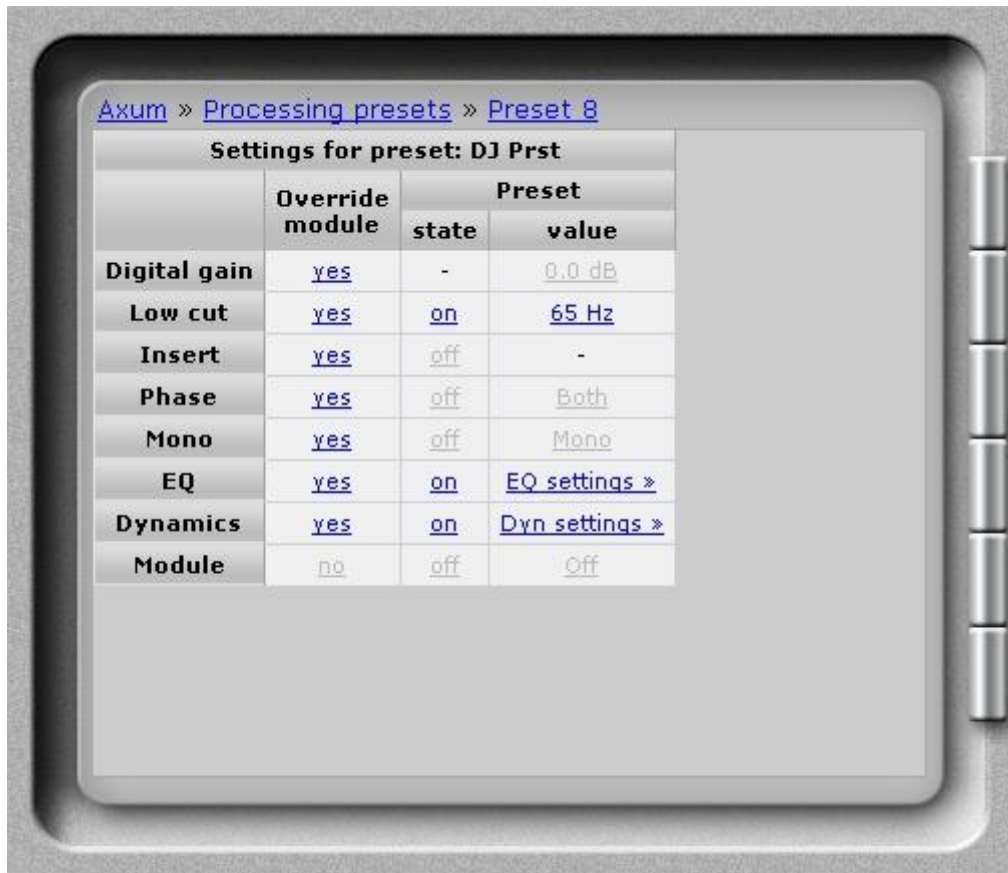 Axum » Processing presets » Preset 8
Settings for preset: DJ Prst
Override module Preset
state value
Digital gain yes - 0.0 dB
Low cut yes on 65 Hz
Insert yes off -
Phase yes off Both
Mono yes off Mono
EQ yes on EQ settings »
Dynamics yes on Dyn settings »
Module no off Off